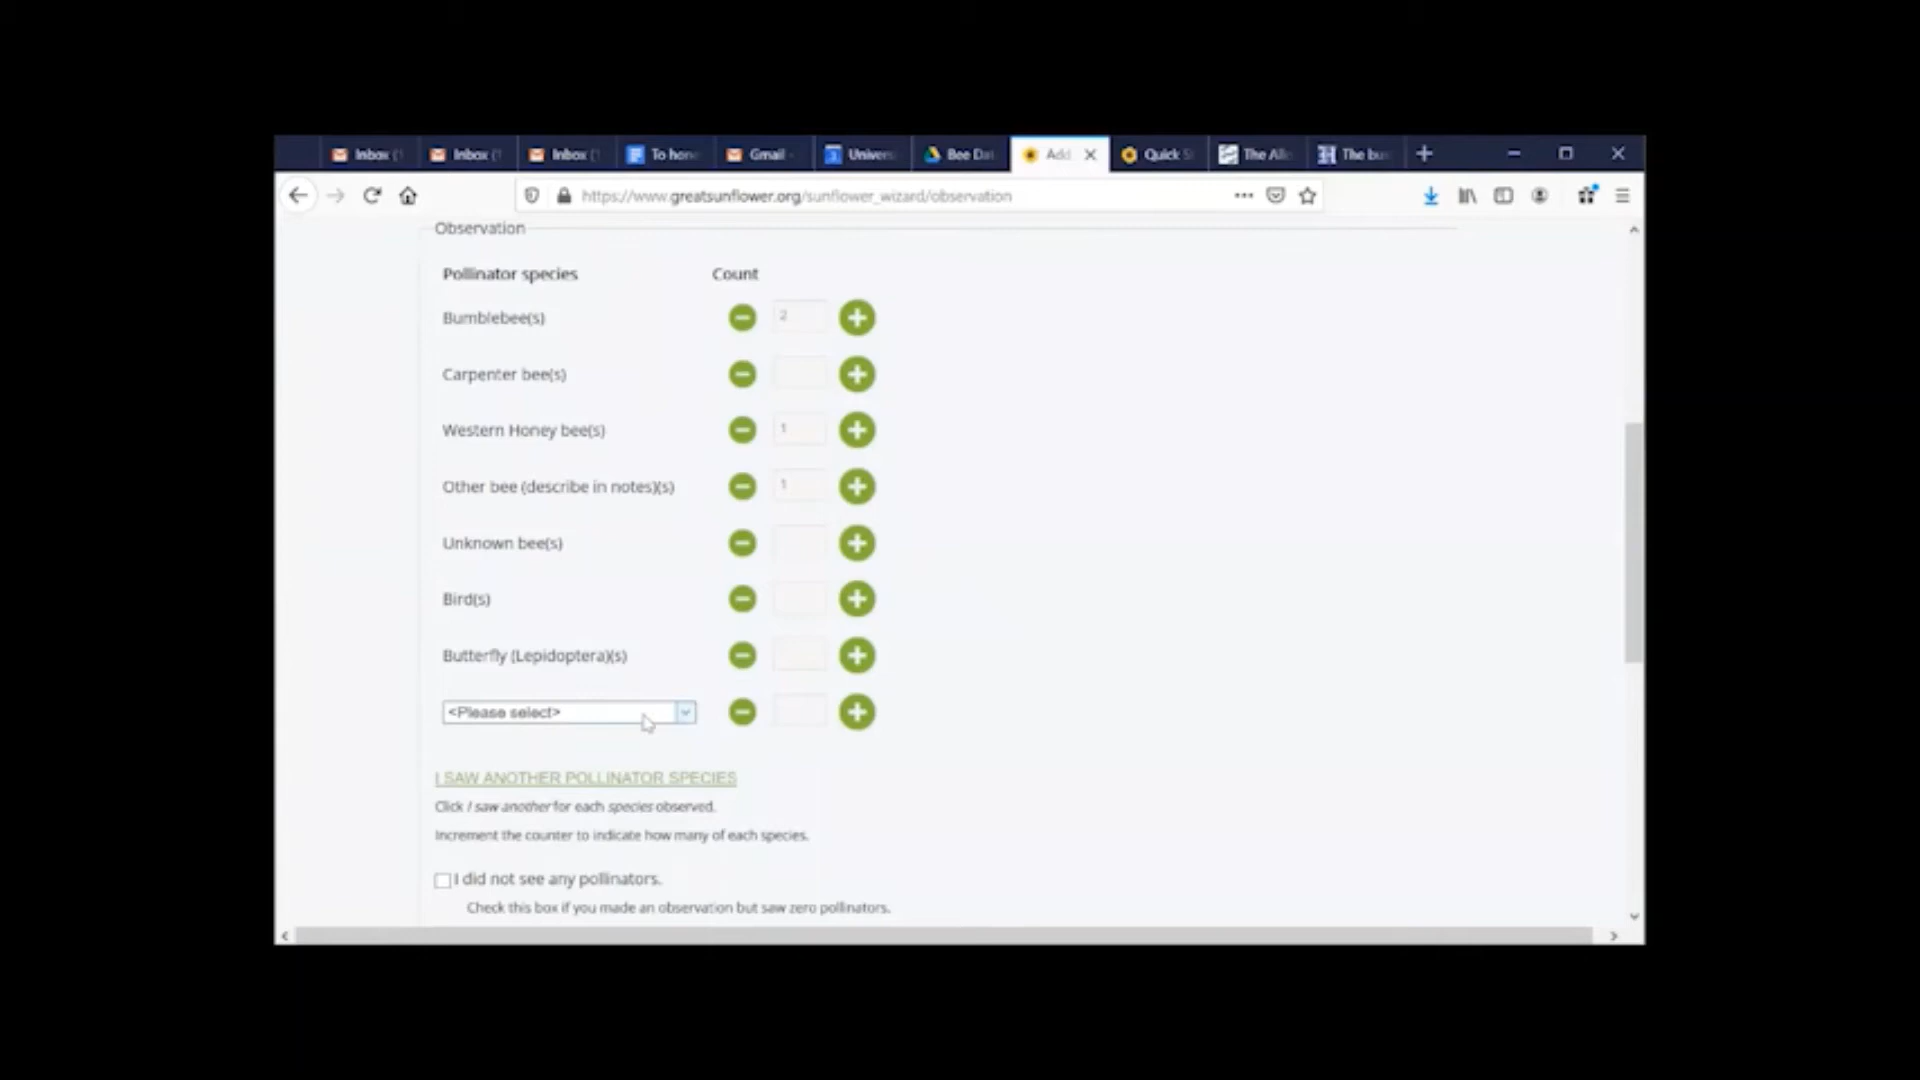 Inbox (
Inbox (
Inbox (
To hone
Gmail -
Univers
Bee Dat
Add
Quick S
The Alle
The bu
https://www.greatsunflower.org/sunflower_wizard/observation
Observation
Pollinator species Count
Bumblebee(s) 2
Carpenter bee(s)
Western Honey bee(s) 1
Other bee (describe in notes)(s) 1
Unknown bee(s)
Bird(s)
Butterfly (Lepidoptera)(s)
<Please select>
I SAW ANOTHER POLLINATOR SPECIES
Click I saw another for each species observed.
Increment the counter to indicate how many of each species.
I did not see any pollinators.
Check this box if you made an observation but saw zero pollinators.